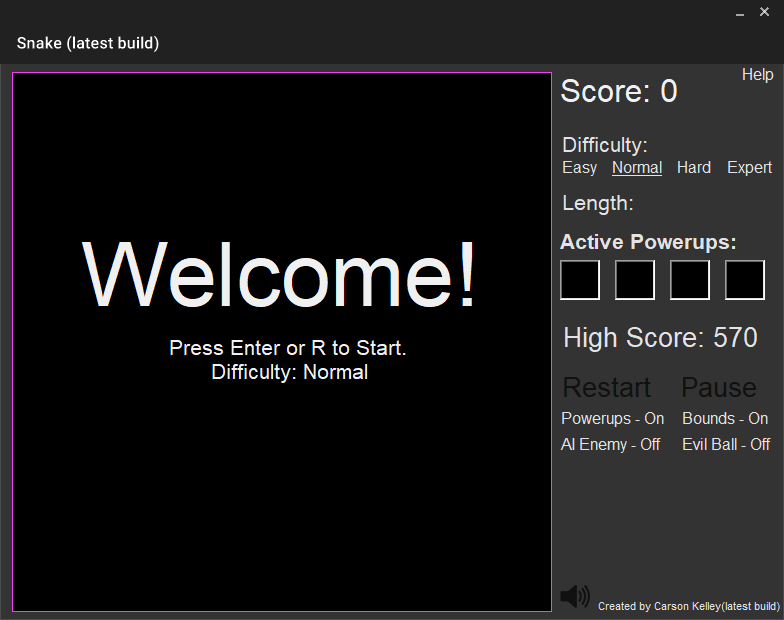 Snake (latest build)
Help
Score: 0
Difficulty:
Easy Normal Hard Expert
Length:
Active Powerups:
Welcome!
Press Enter or R to Start.
Difficulty: Normal
High Score: 570
Restart Pause
Powerups - On Bounds - On
AI Enemy - Off Evil Ball - Off
Created by Carson Kelley(latest build)